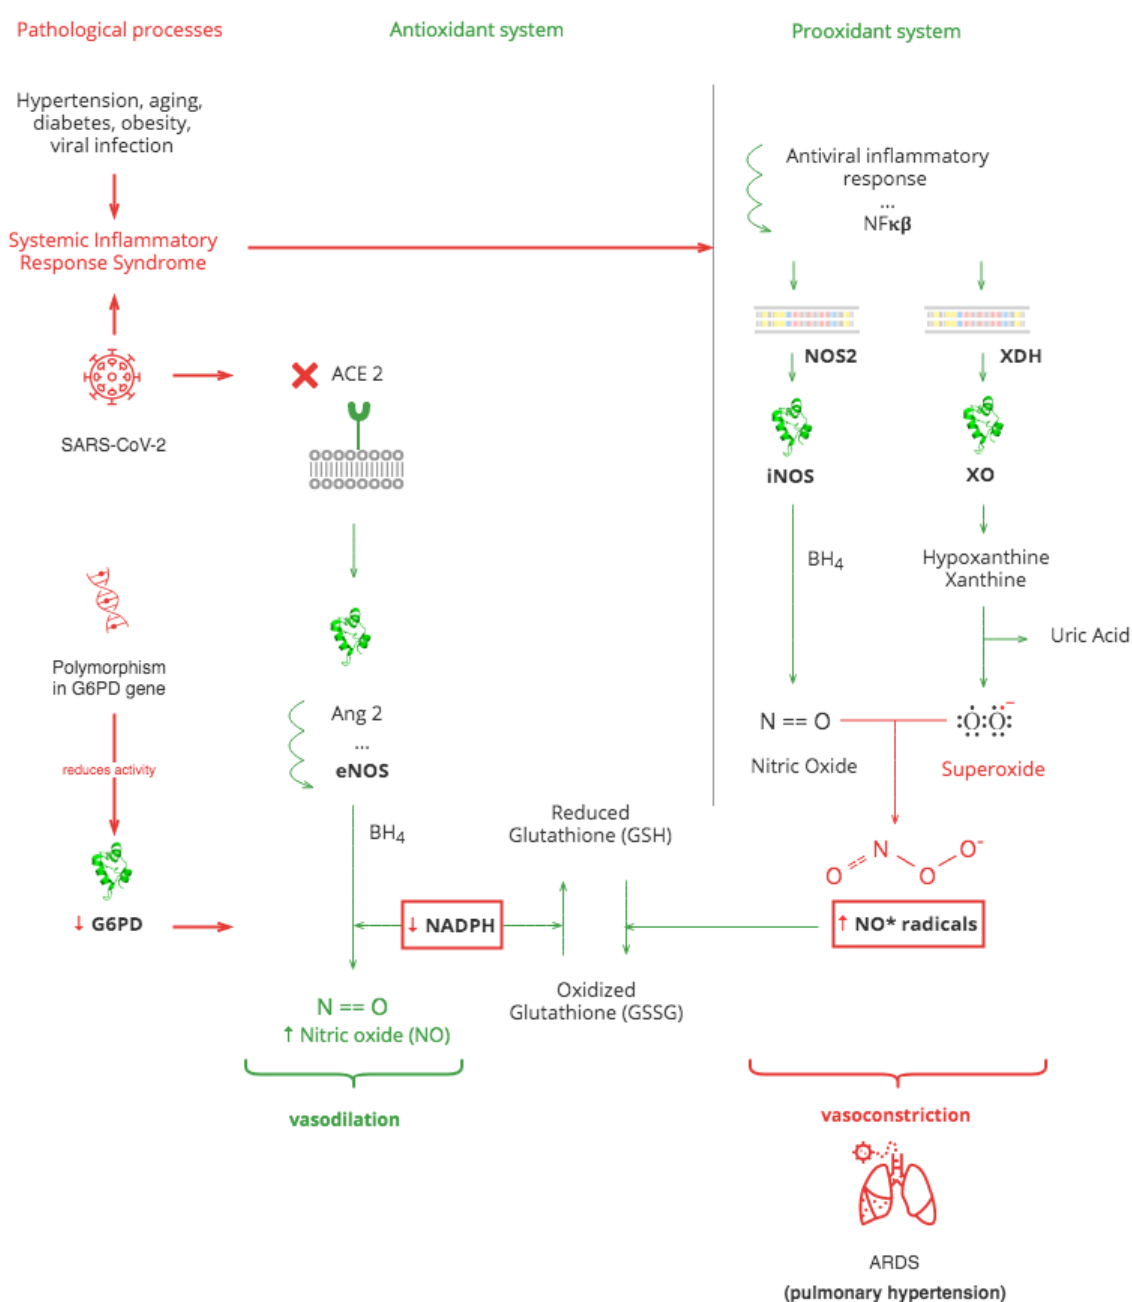 Pathological processes
Antioxidant system
Prooxidant system
Hypertension, aging,
diabetes, obesity,
viral infection
Systemic Inflammatory
Response Syndrome
SARS-CoV-2
Polymorphism
in G6PD gene
reduces activity
↓ G6PD
ACE 2
Ang 2
...
eNOS
BH4
↓ NADPH
N == O
↑ Nitric oxide (NO)
vasodilation
Reduced
Glutathione (GSH)
Oxidized
Glutathione (GSSG)
Antiviral inflammatory
response
...
NFκβ
NOS2
XDH
iNOS
XO
BH4
Hypoxanthine
Xanthine
Uric Acid
N == O
:O:O:-
Nitric Oxide
Superoxide
N O-
O O
↑ NO* radicals
vasoconstriction
ARDS
(pulmonary hypertension)